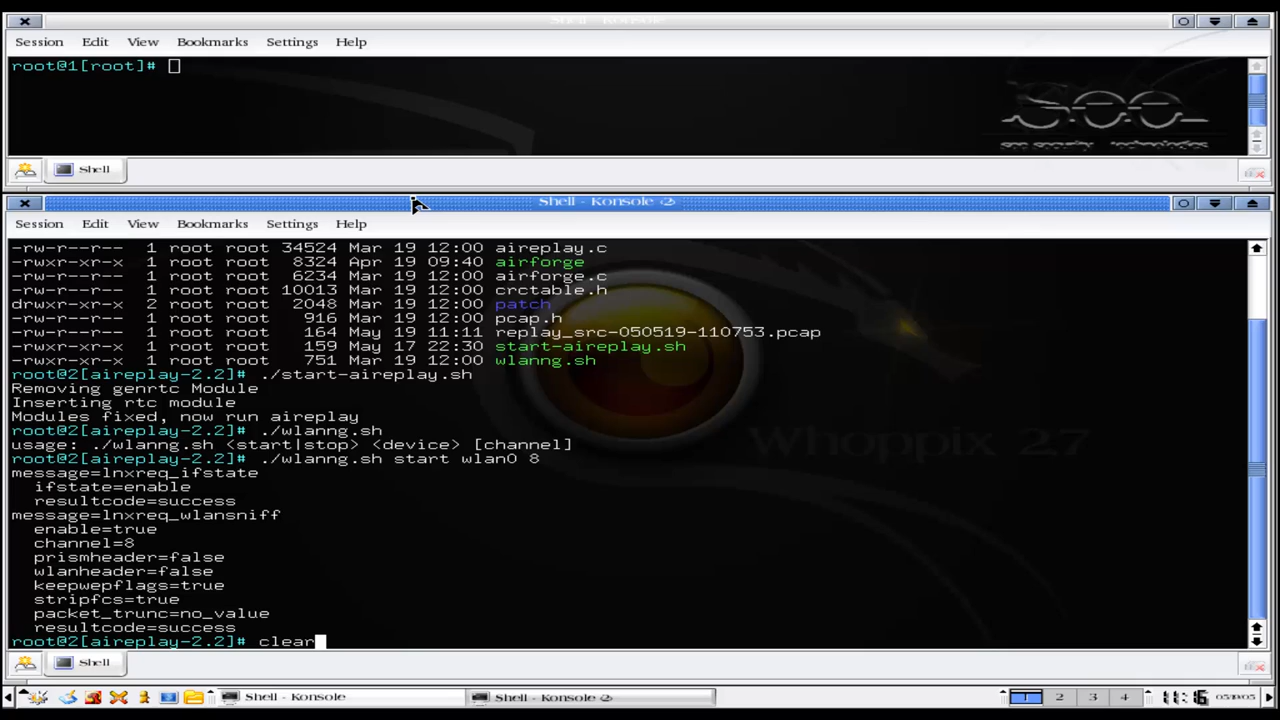 Shell - Konsole
Session Edit View Bookmarks Settings Help
root@1[root]#
Shell
Shell - Konsole <2>
Session Edit View Bookmarks Settings Help
-rw-r--r-- 1 root root 34524 Mar 19 12:00 aireplay.c
-rwxr-xr-x 1 root root 8324 Apr 19 09:40 airforge
-rw-r--r-- 1 root root 6234 Mar 19 12:00 airforge.c
-rw-r--r-- 1 root root 10013 Mar 19 12:00 crctable.h
drwxr-xr-x 2 root root 2048 Mar 19 12:00 patch
-rw-r--r-- 1 root root 916 Mar 19 12:00 pcap.h
-rw-r--r-- 1 root root 164 May 19 11:11 replay_src-050519-110753.pcap
-rwxr-xr-x 1 root root 159 May 17 22:30 start-aireplay.sh
-rwxr-xr-x 1 root root 751 Mar 19 12:00 wlanng.sh
root@2[aireplay-2.2]# ./start-aireplay.sh
Removing genrtc Module
Inserting rtc module
Modules fixed, now run aireplay
root@2[aireplay-2.2]# ./wlanng.sh
usage: ./wlanng.sh <start|stop> <device> [channel]
root@2[aireplay-2.2]# ./wlanng.sh start wlan0 8
message=lnxreq_ifstate
ifstate=enable
resultcode=success
message=lnxreq_wlansniff
enable=true
channel=8
prismheader=false
wlanheader=false
keepwepflags=true
stripfcs=true
packet_trunc=no_value
resultcode=success
root@2[aireplay-2.2]# clear
Whoppix 2.7
Shell
Shell - Konsole
Shell - Konsole <2>
1 2 3 4